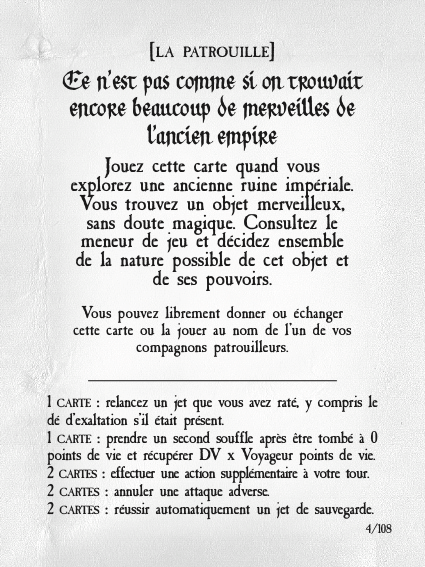 [LA PATROUILLE]
Ce n'est pas comme si on trouvait
encore beaucoup de merveilles de
l'ancien empire
Jouez cette carte quand vous
explorez une ancienne ruine impériale.
Vous trouvez un objet merveilleux,
sans doute magique. Consultez le
meneur de jeu et décidez ensemble
de la nature possible de cet objet et
de ses pouvoirs.
Vous pouvez librement donner ou échanger
cette carte ou la jouer au nom de l'un de vos
compagnons patrouilleurs.
1 CARTE : relancez un jet que vous avez raté, y compris le
dé d'exaltation s'il était présent.
1 CARTE : prendre un second souffle après être tombé à 0
points de vie et récupérer DV x Voyageur points de vie.
2 CARTES : effectuer une action supplémentaire à votre tour.
2 CARTES : annuler une attaque adverse.
2 CARTES : réussir automatiquement un jet de sauvegarde.
4/108